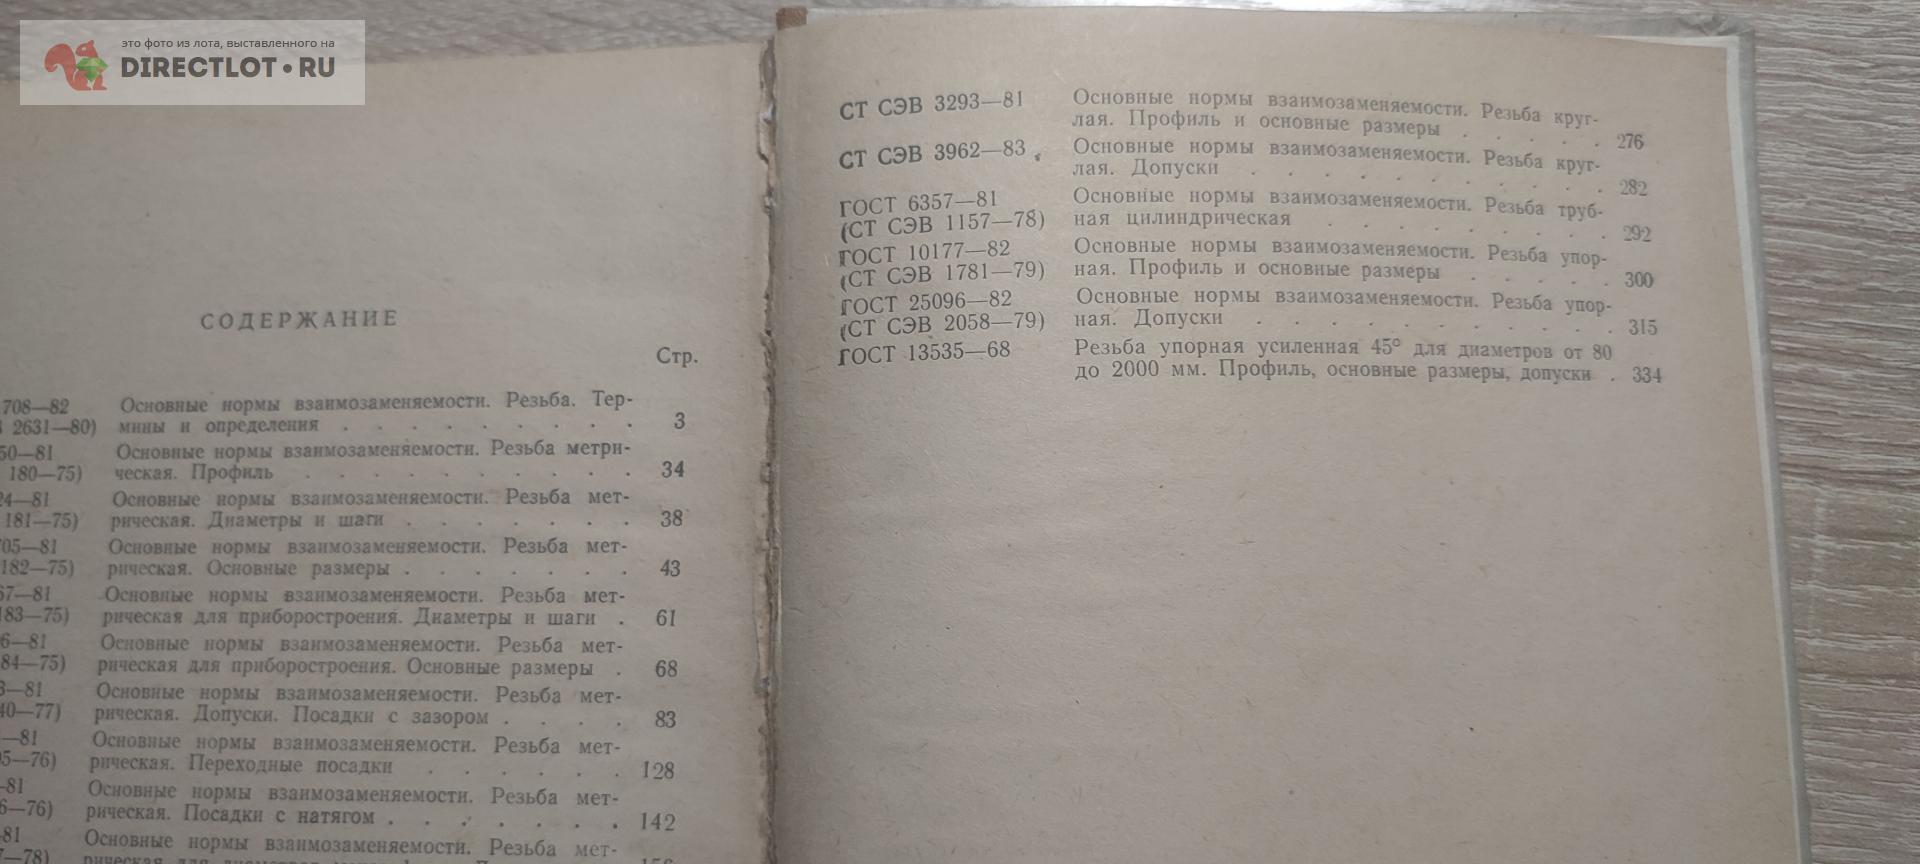 это фото из лота, выставленного на
DIRECTLOT•RU
СОДЕРЖАНИЕ
Стр.
708—82 Основные нормы взаимозаменяемости. Резьба. Тер-
2631—80) мины и определения . . . . . . . . . 3
50—81 Основные нормы взаимозаменяемости. Резьба метри-
180—75) ческая. Профиль . . . . . . . . . . 34
24—81 Основные нормы взаимозаменяемости. Резьба мет-
181—75) рическая. Диаметры и шаги . . . . . . . 38
705—81 Основные нормы взаимозаменяемости. Резьба мет-
182—75) рическая. Основные размеры . . . . . . . 43
67—81 Основные нормы взаимозаменяемости. Резьба мет-
183—75) рическая для приборостроения. Диаметры и шаги . 61
6—81 Основные нормы взаимозаменяемости. Резьба мет-
84—75) рическая для приборостроения. Основные размеры . 68
3—81 Основные нормы взаимозаменяемости. Резьба мет-
40—77) рическая. Допуски. Посадки с зазором . . . . 83
—81 Основные нормы взаимозаменяемости. Резьба мет-
5—76) рическая. Переходные посадки . . . . . . 128
—81 Основные нормы взаимозаменяемости. Резьба мет-
6—76) рическая. Посадки с натягом . . . . . . . 142
81 Основные нормы взаимозаменяемости. Резьба мет-
7—78) рическая для диаметров
СТ СЭВ 3293—81 Основные нормы взаимозаменяемости. Резьба круг-
лая. Профиль и основные размеры . . . . . 276
СТ СЭВ 3962—83 Основные нормы взаимозаменяемости. Резьба круг-
лая. Допуски . . . . . . . . . . 282
ГОСТ 6357—81 Основные нормы взаимозаменяемости. Резьба труб-
(СТ СЭВ 1157—78) ная цилиндрическая . . . . . . . . 292
ГОСТ 10177—82 Основные нормы взаимозаменяемости. Резьба упор-
(СТ СЭВ 1781—79) ная. Профиль и основные размеры . . . . . 300
ГОСТ 25096—82 Основные нормы взаимозаменяемости. Резьба упор-
(СТ СЭВ 2058—79) ная. Допуски . . . . . . . . . . 315
ГОСТ 13535—68 Резьба упорная усиленная 45° для диаметров от 80
до 2000 мм. Профиль, основные размеры, допуски . 334